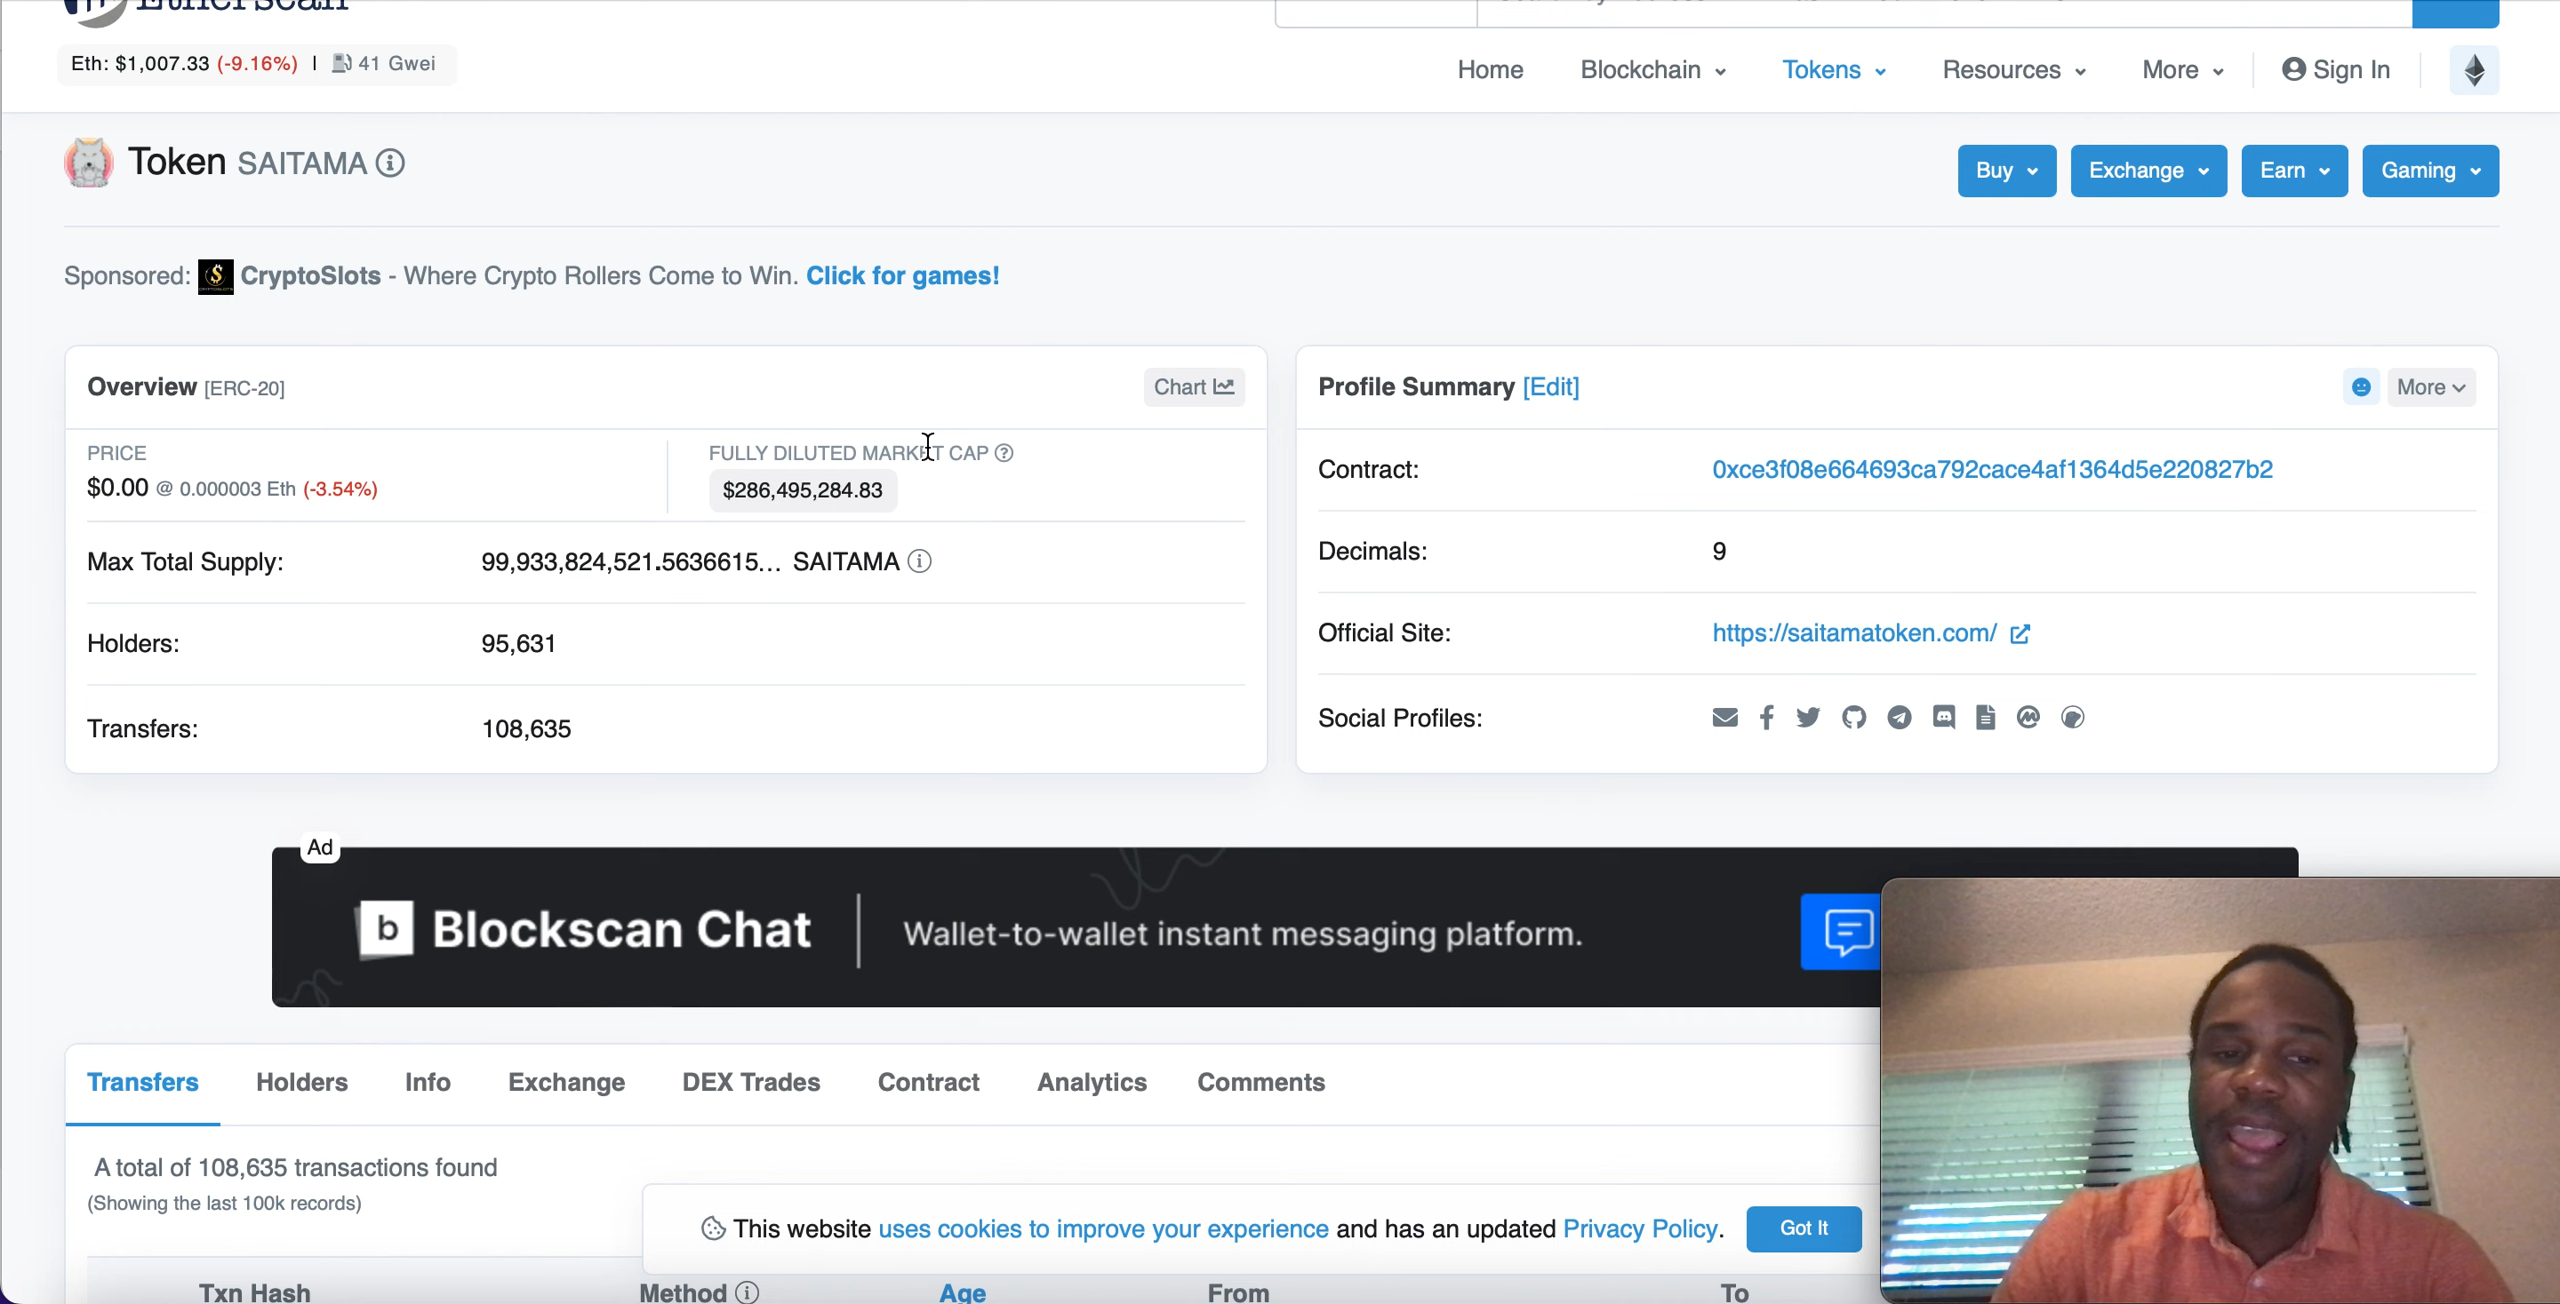 Etherscan
Eth: $1,007.33 (-9.16%) | 41 Gwei
Home Blockchain Tokens Resources More Sign In
Token SAITAMA
Buy Exchange Earn Gaming
Sponsored: CryptoSlots - Where Crypto Rollers Come to Win. Click for games!
Overview [ERC-20] Chart
PRICE FULLY DILUTED MARKET CAP
$0.00 @ 0.000003 Eth (-3.54%) $286,495,284.83
Max Total Supply: 99,933,824,521.5636615... SAITAMA
Holders: 95,631
Transfers: 108,635
Profile Summary [Edit] More
Contract: 0xce3f08e664693ca792cace4af1364d5e220827b2
Decimals: 9
Official Site: https://saitamatoken.com/
Social Profiles:
Ad
b Blockscan Chat Wallet-to-wallet instant messaging platform.
Transfers Holders Info Exchange DEX Trades Contract Analytics Comments
A total of 108,635 transactions found
(Showing the last 100k records)
This website uses cookies to improve your experience and has an updated Privacy Policy. Got It
Txn Hash Method Age From To